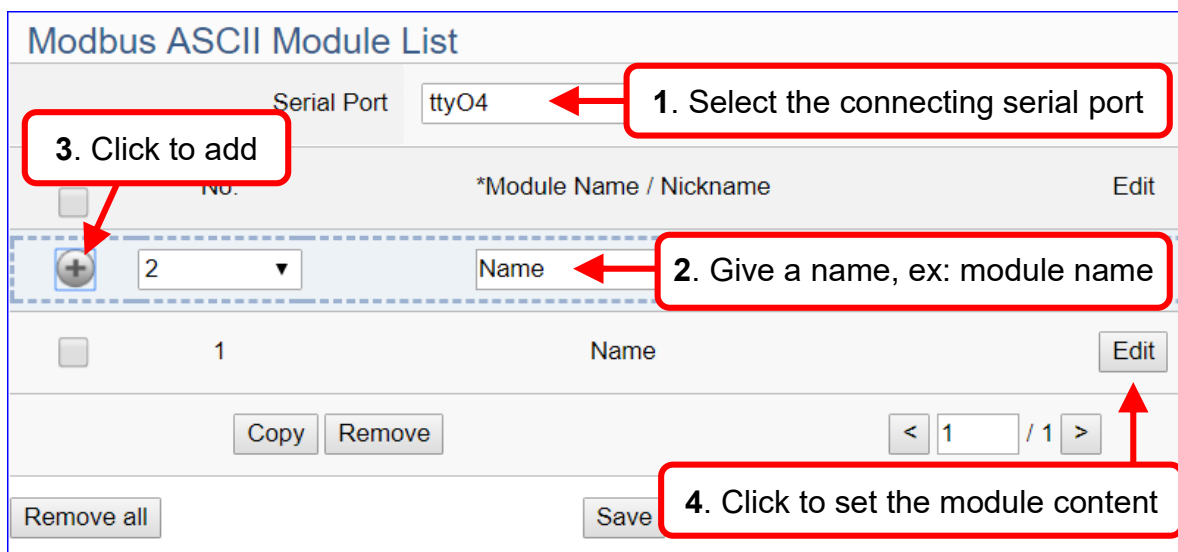 Modbus ASCII Module List
Serial Port ttyO4 1. Select the connecting serial port
3. Click to add
No. *Module Name / Nickname Edit
2 Name 2. Give a name, ex: module name
1 Name Edit
Copy Remove < 1 / 1 >
4. Click to set the module content
Remove all Save